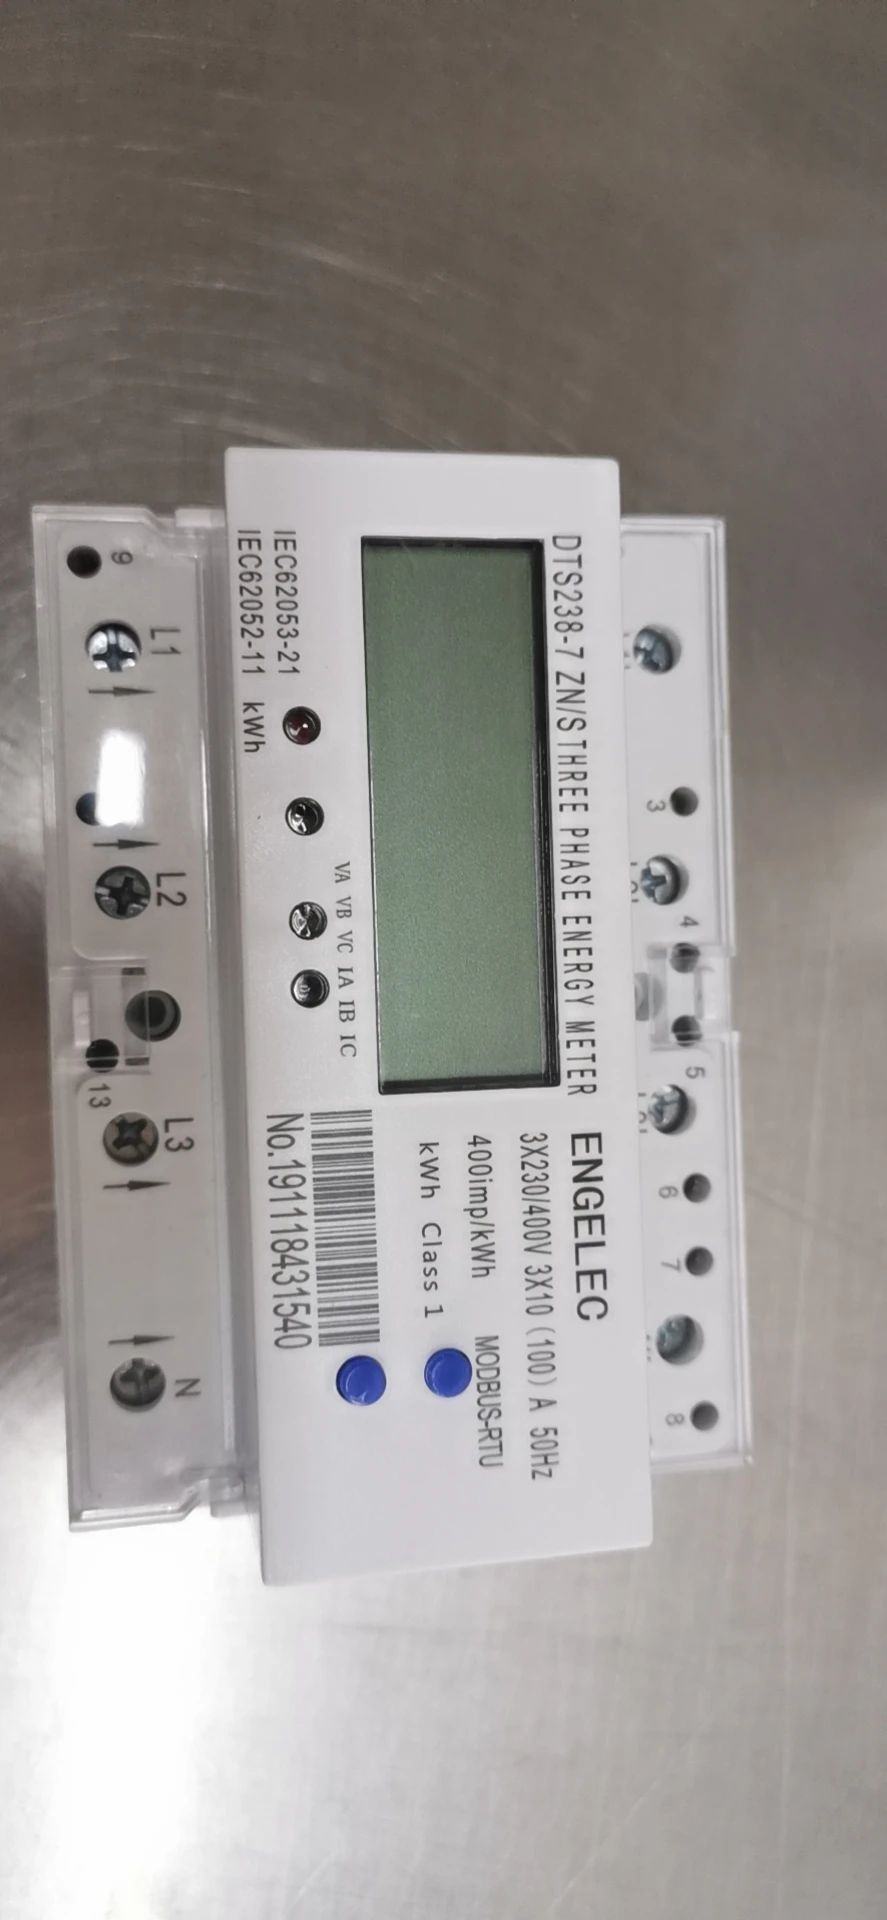 3
4
5
6
7
8
DTS238-7 ZN/S THREE PHASE ENERGY METER
ENGELEC
3X230/400V 3X10 (100) A 50Hz
400imp/kWh
MODBUS-RTU
kWh Class 1
VA VB VC IA IB IC
No.191118431540
IEC62053-21
IEC62052-11 kWh
L1
L2
L3
N
9
13